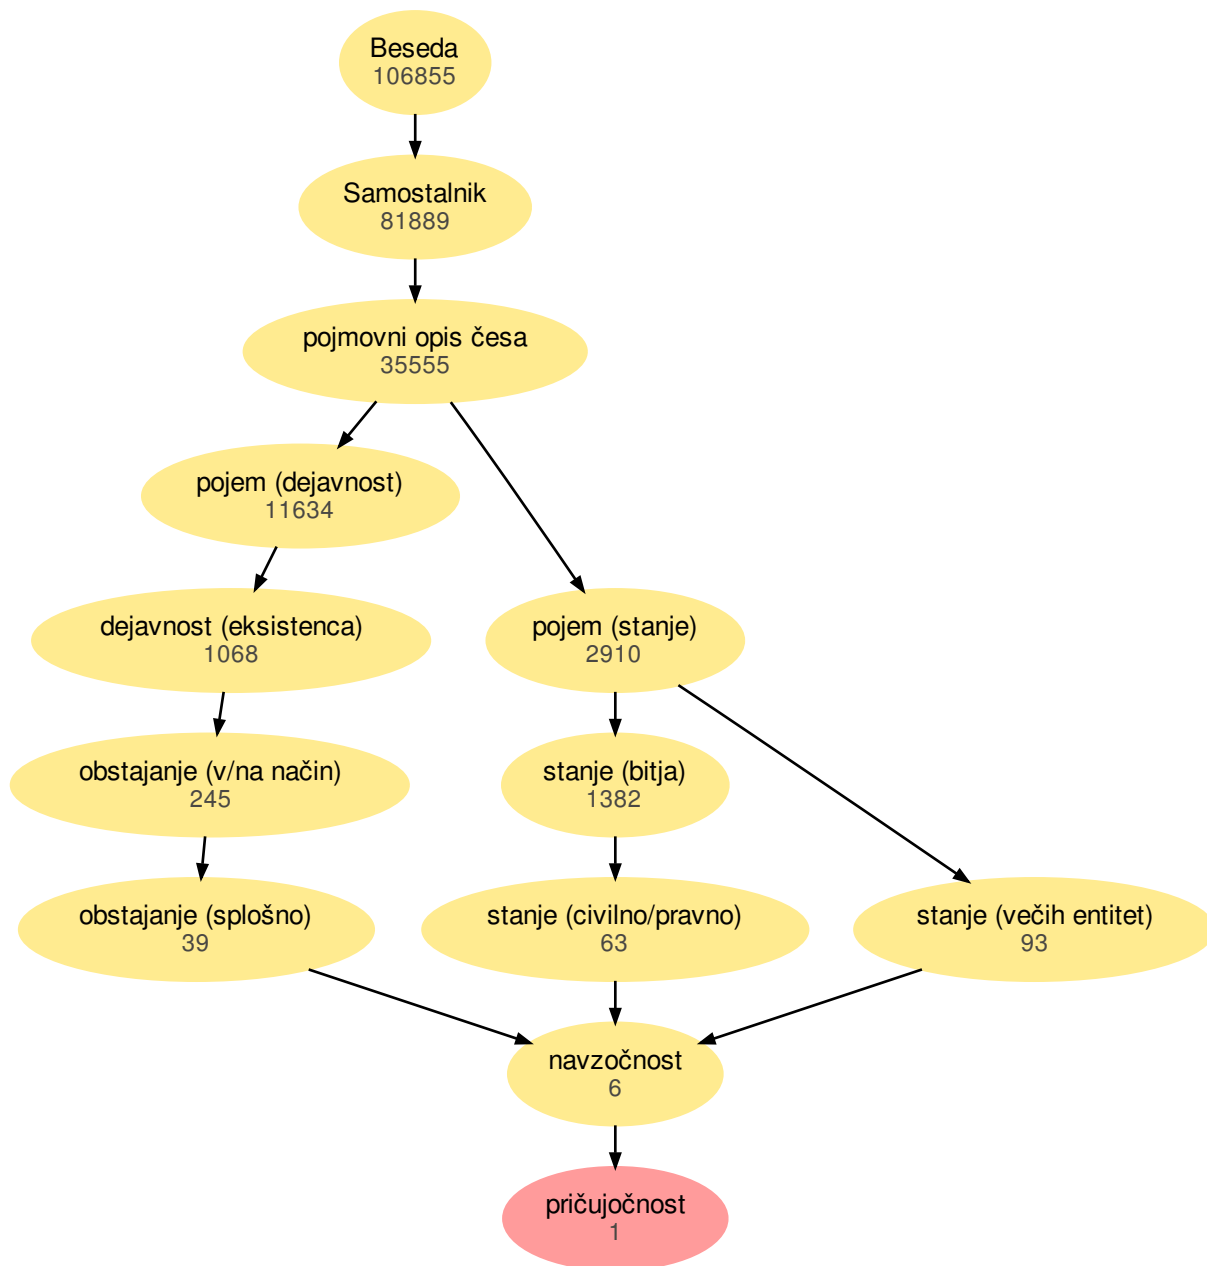 Beseda
106855
Samostalnik
81889
pojmovni opis česa
35555
pojem (dejavnost)
11634
dejavnost (eksistenca)
1068
pojem (stanje)
2910
obstajanje (v/na način)
245
stanje (bitja)
1382
obstajanje (splošno)
39
stanje (civilno/pravno)
63
stanje (večih entitet)
93
navzočnost
6
pričujočnost
1